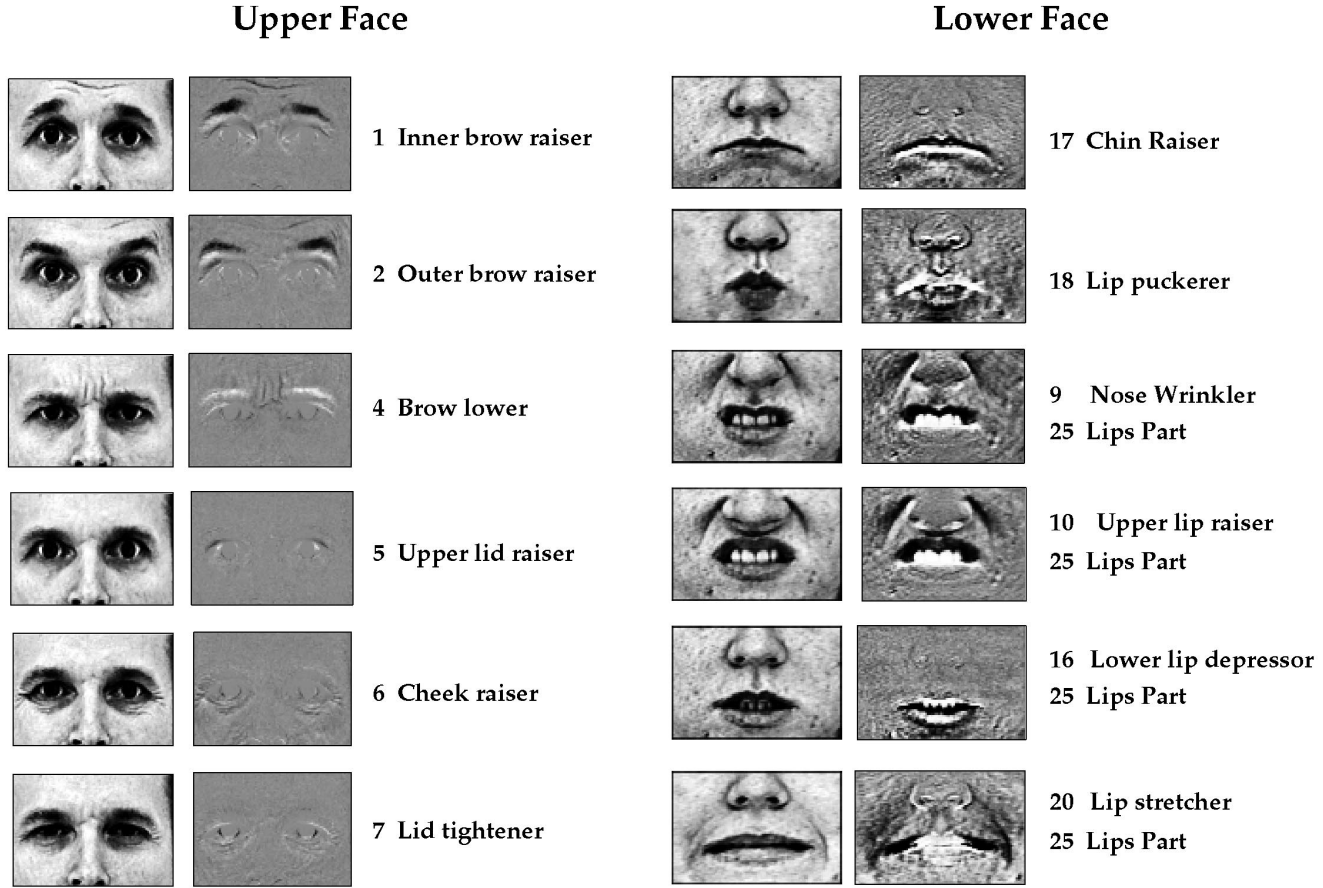 Upper Face
1 Inner brow raiser
2 Outer brow raiser
4 Brow lower
5 Upper lid raiser
6 Cheek raiser
7 Lid tightener
Lower Face
17 Chin Raiser
18 Lip puckerer
9 Nose Wrinkler
25 Lips Part
10 Upper lip raiser
25 Lips Part
16 Lower lip depressor
25 Lips Part
20 Lip stretcher
25 Lips Part